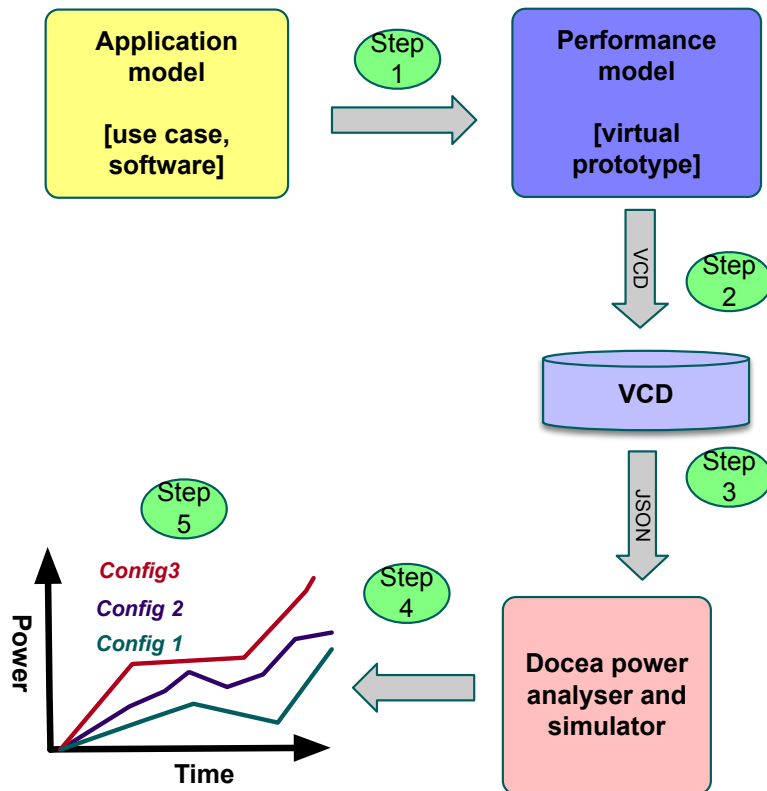 Application
model
[use case,
software]
Step
1
Performance
model
[virtual
prototype]
VCD
Step
2
VCD
JSON
Step
3
Step
5
Config3
Config 2
Config 1
Power
Time
Step
4
Docea power
analyser and
simulator